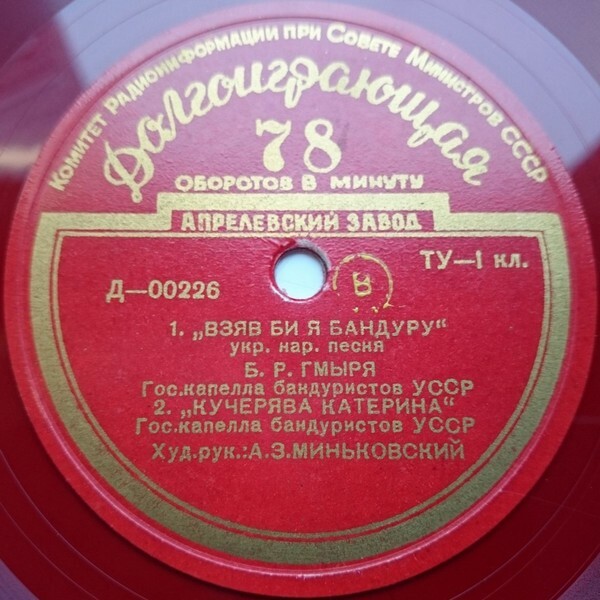 Комитет Радиоинформации при Совете Министров СССР
Долгоиграющая
78
оборотов в минуту
Апрелевский завод
ТУ—1 кл.
Д—00226
В
1. „ВЗЯВ БИ Я БАНДУРУ“
укр. нар. песня
Б. Р. ГМЫРЯ
Гос.капелла бандуристов УССР
2. „КУЧЕРЯВА КАТЕРИНА“
Гос.капелла бандуристов УССР
Худ.рук.:А.З.МИНЬКОВСКИЙ